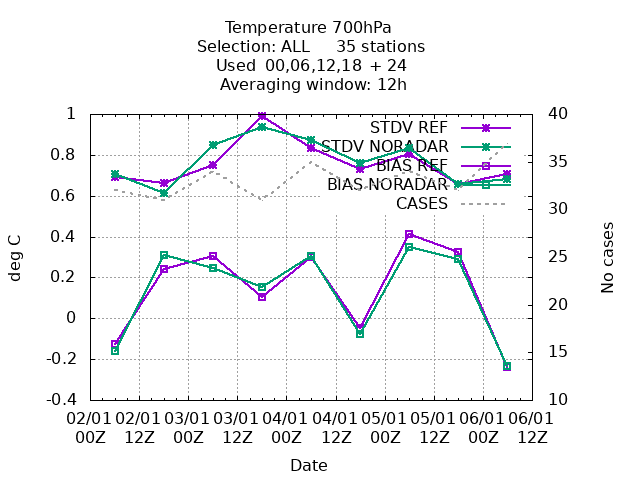 Temperature 700hPa
Selection: ALL 35 stations
Used 00,06,12,18 + 24
Averaging window: 12h
1
0.8
0.6
0.4
0.2
0
-0.2
-0.4
deg C
40
35
30
25
20
15
10
No cases
STDV REF
STDV NORADAR
BIAS REF
BIAS NORADAR
CASES
02/01 02/01 03/01 03/01 04/01 04/01 05/01 05/01 06/01 06/01
00Z 12Z 00Z 12Z 00Z 12Z 00Z 12Z 00Z 12Z
Date